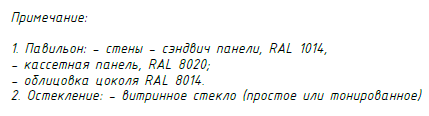 Примечание:
1. Павильон: – стены – сэндвич панели, RAL 1014,
– кассетная панель, RAL 8020;
– облицовка цоколя RAL 8014.
2. Остекление: – витринное стекло (простое или тонированное)